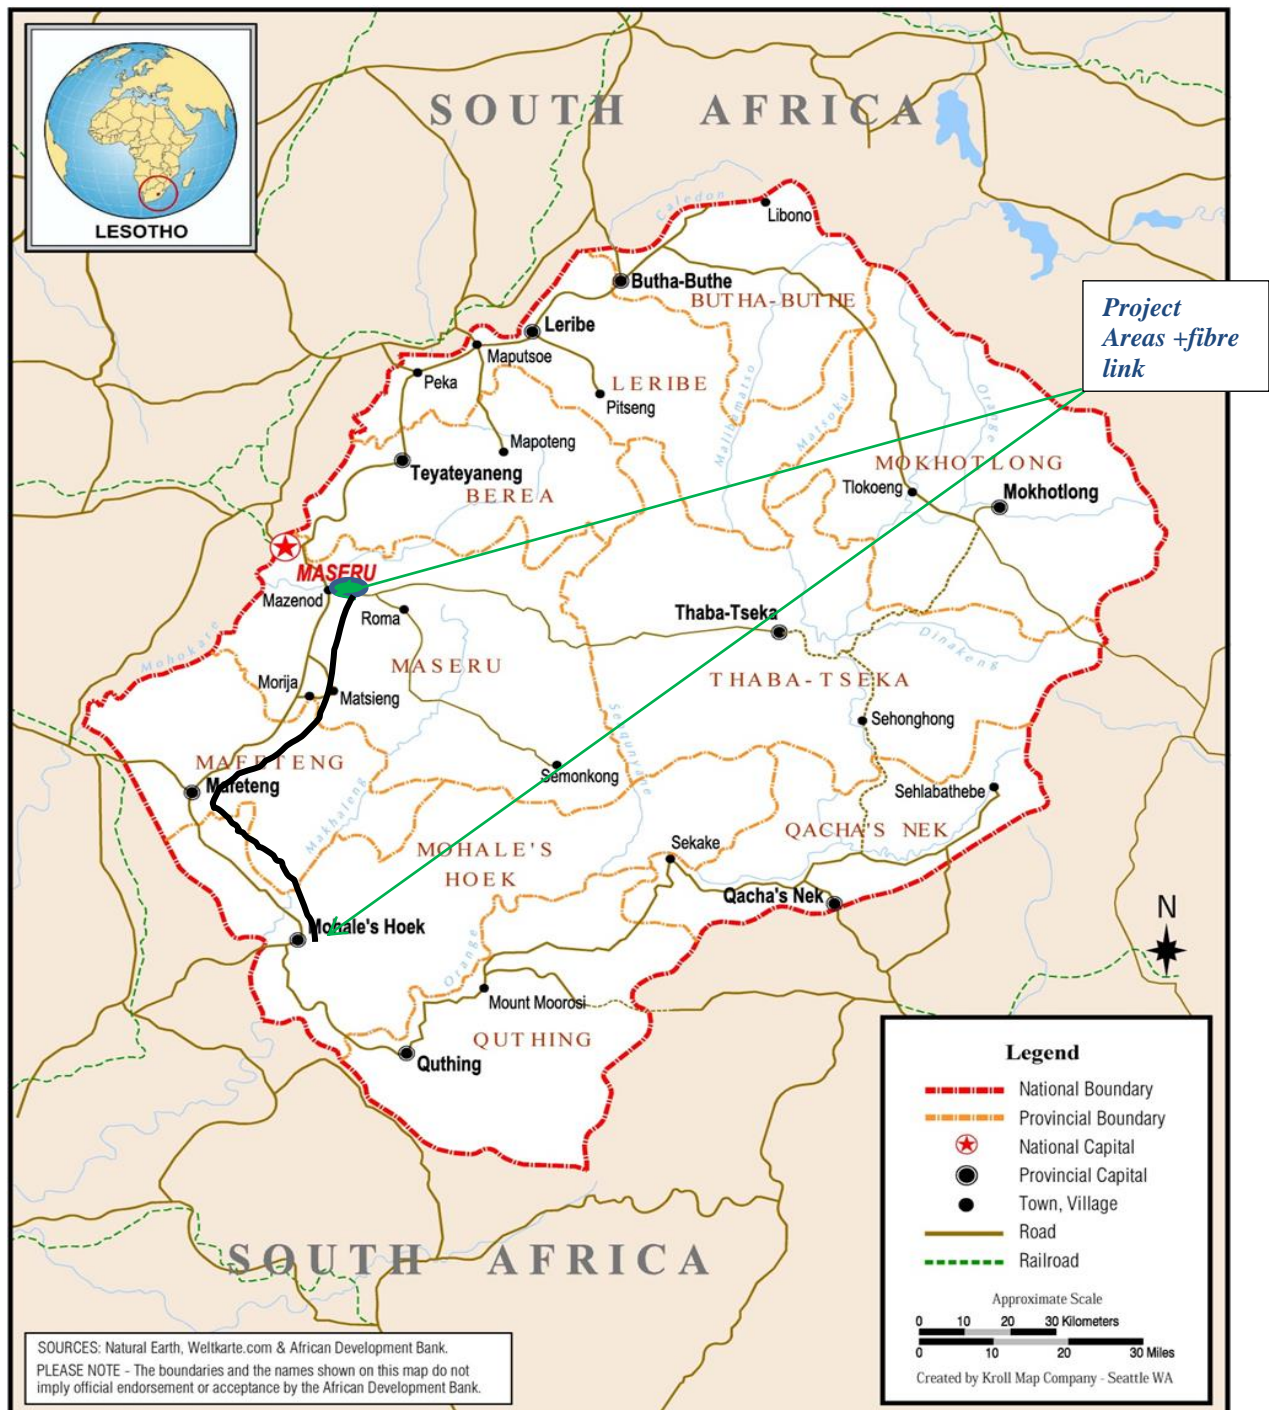 SOUTH AFRICA
LESOTHO
Caledon
Libono
Butha-Buthe
BUTHA-BUTHE
Project
Areas +fibre
link
Leribe
Maputsoe
Peka
LERIBE
Pitseng
Malibamatso
Matsoku
Orange
Mapoteng
Teyateyaneng
BEREA
MOKHOTLONG
Tlokoeng
Mokhotlong
MASERU
Mazenod
Roma
Thaba-Tseka
Dinakeng
Mohokare
MASERU
THABA-TSEKA
Morija
Matsieng
Sehonghong
Senqunyane
MAFETENG
Mafeteng
Semonkong
Sehlabathebe
Makhaleng
QACHA'S NEK
MOHALE'S
HOEK
Sekake
Qacha's Nek
Mohale's Hoek
N
Orange
Mount Moorosi
QUTHING
Quthing
Legend
National Boundary
Provincial Boundary
National Capital
Provincial Capital
Town, Village
Road
Railroad
Approximate Scale
0 10 20 30 Kilometers
0 10 20 30 Miles
Created by Kroll Map Company - Seattle WA
SOUTH AFRICA
SOURCES: Natural Earth, Weltkarte.com & African Development Bank.
PLEASE NOTE - The boundaries and the names shown on this map do not
imply official endorsement or acceptance by the African Development Bank.